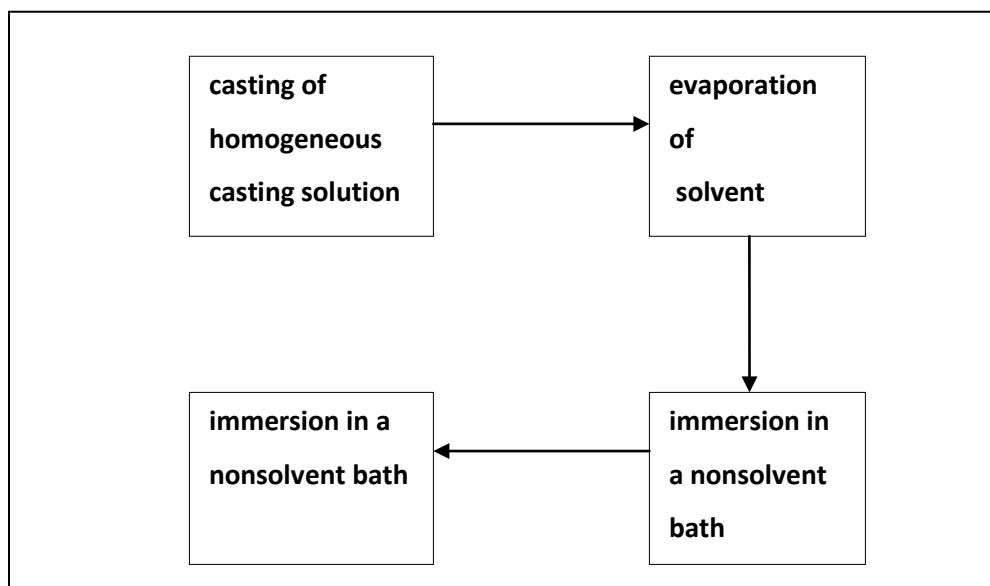 casting of
homogeneous
casting solution
evaporation
of
solvent
immersion in
a nonsolvent
bath
immersion in a
nonsolvent bath